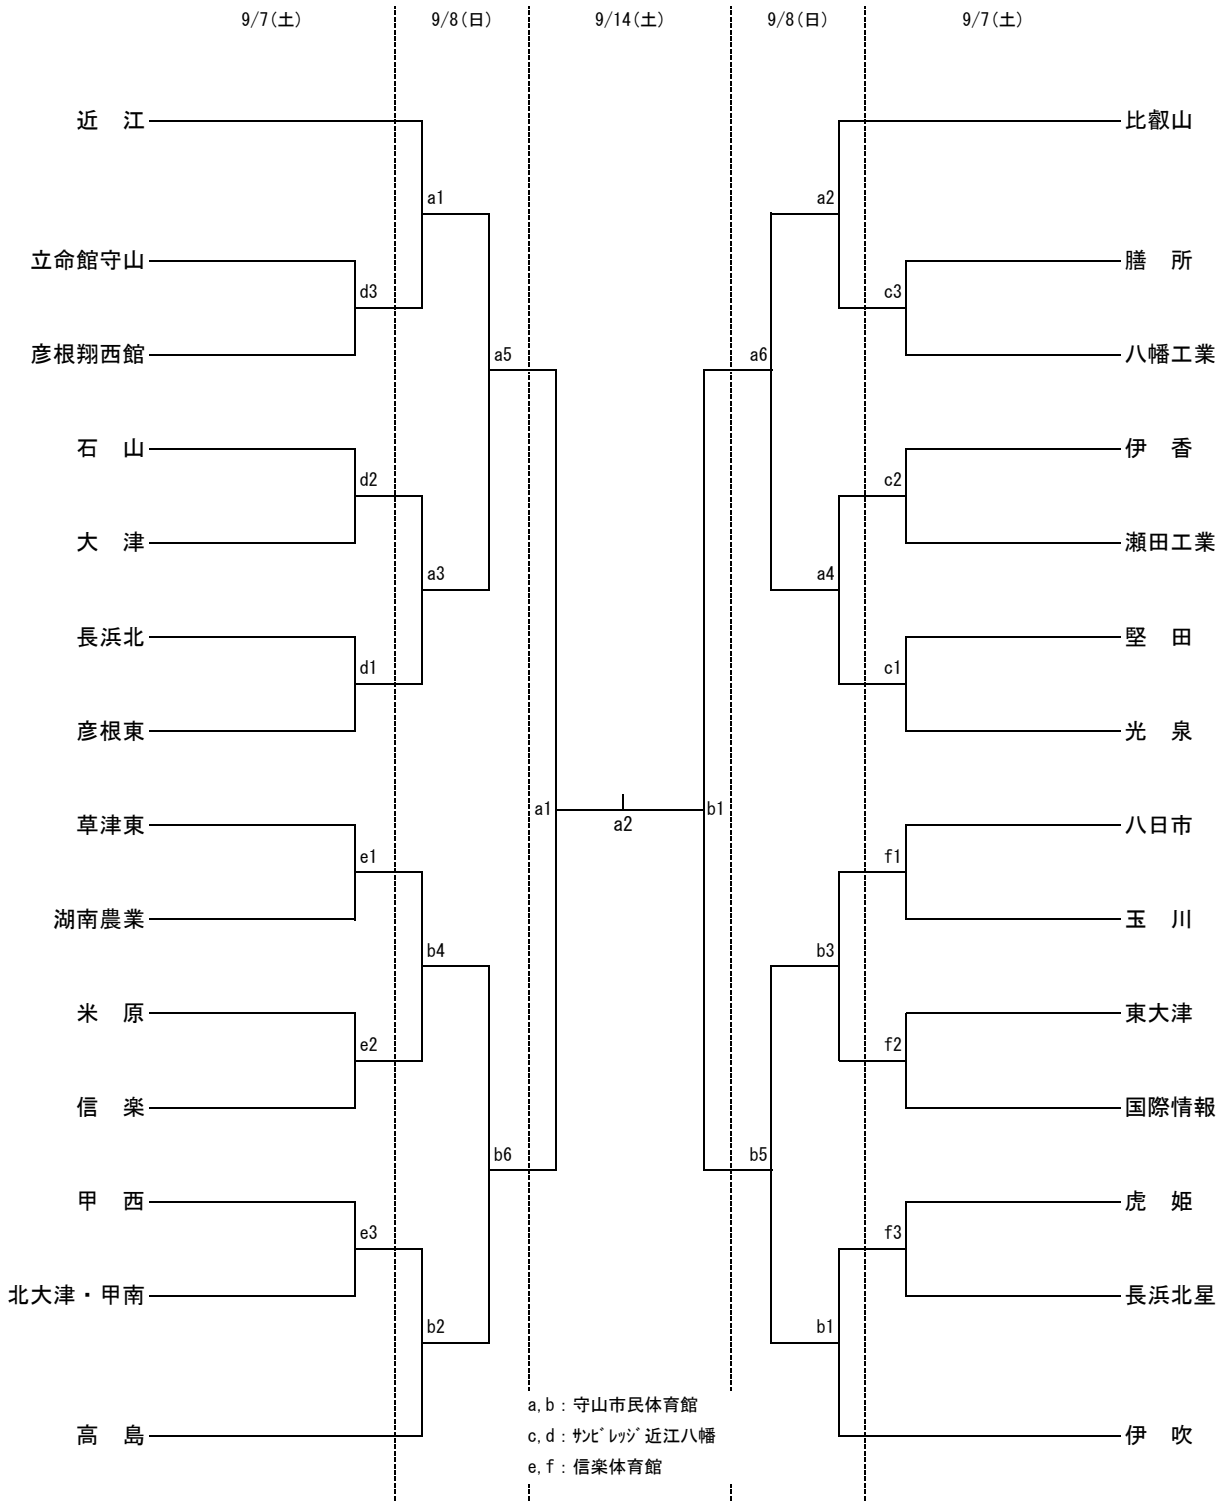 9/7(土) 9/8(日) 9/14(土) 9/8(日) 9/7(土)
近　江 比叡山
a1 a2
立命館守山 膳　所
d3 c3
彦根翔西館 a5 a6 八幡工業
石　山 伊　香
d2 c2
大　津 瀬田工業
a3 a4
長浜北 堅　田
d1 c1
彦根東 光　泉
a1 b1
草津東 a2 八日市
e1 f1
湖南農業 玉　川
b4 b3
米　原 東大津
e2 f2
信　楽 国際情報
b6 b5
甲　西 虎　姫
e3 f3
北大津・甲南 長浜北星
b2 b1
a,b：守山市民体育館
高　島 c,d：ｻﾝﾋﾞﾚｯｼﾞ近江八幡 伊　吹
e,f：信楽体育館